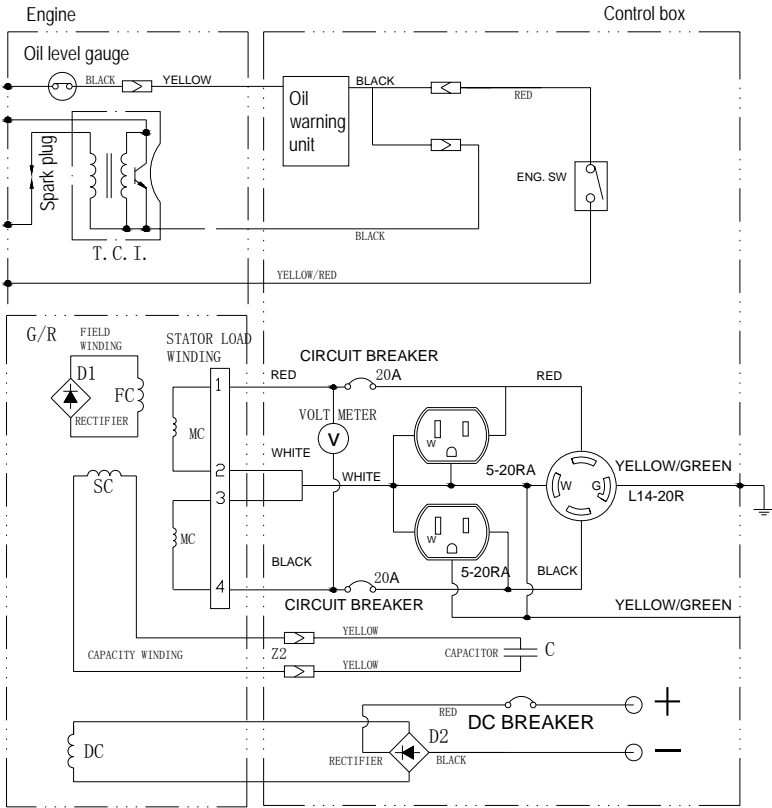 Engine
Control box
Oil level gauge
BLACK
YELLOW
Oil
warning
unit
BLACK
RED
ENG. SW
Spark plug
T. C. I.
BLACK
YELLOW/RED
G/R
FIELD
WINDING
STATOR LOAD
WINDING
D1
FC
RECTIFIER
MC
1
2
3
4
MC
SC
RED
CIRCUIT BREAKER
20A
RED
VOLT METER
V
WHITE
WHITE
W
5-20RA
W
G
YELLOW/GREEN
L14-20R
W
BLACK
20A
5-20RA
BLACK
CIRCUIT BREAKER
YELLOW/GREEN
CAPACITY WINDING
Z2
YELLOW
YELLOW
CAPACITOR
C
DC
RED
DC BREAKER
+
D2
RECTIFIER
BLACK
−